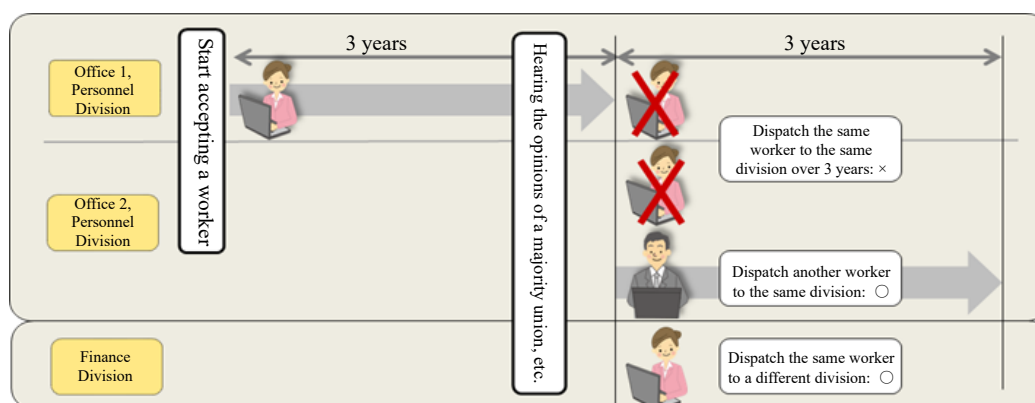 3 years
3 years
Office 1,
Personnel
Division
Start accepting a worker
Hearing the opinions of a majority union, etc.
Dispatch the same
worker to the same
division over 3 years: ×
Office 2,
Personnel
Division
Dispatch another worker
to the same division: ○
Finance
Division
Dispatch the same worker
to a different division: ○